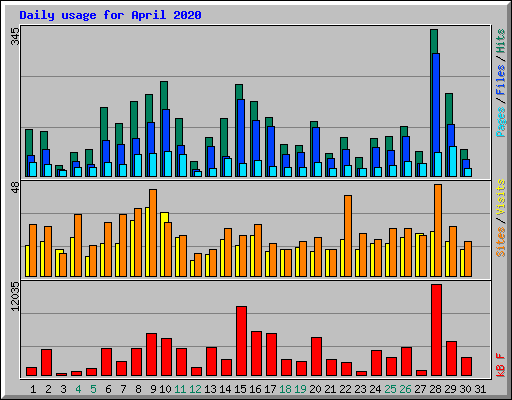 Daily usage for April 2020
345
Pages / Files / Hits
48
Sites / Visits
12035
kB F
1 2 3 4 5 6 7 8 9 10 11 12 13 14 15 16 17 18 19 20 21 22 23 24 25 26 27 28 29 30 31